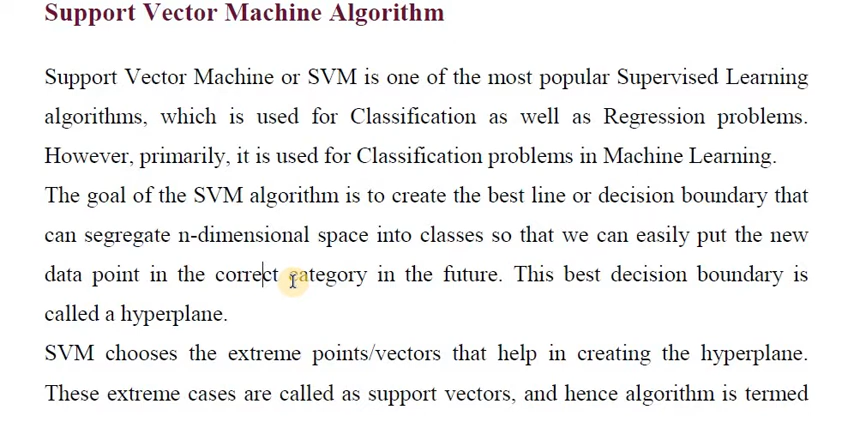 Support Vector Machine Algorithm
Support Vector Machine or SVM is one of the most popular Supervised Learning
algorithms, which is used for Classification as well as Regression problems.
However, primarily, it is used for Classification problems in Machine Learning.
The goal of the SVM algorithm is to create the best line or decision boundary that
can segregate n-dimensional space into classes so that we can easily put the new
data point in the correct category in the future. This best decision boundary is
called a hyperplane.
SVM chooses the extreme points/vectors that help in creating the hyperplane.
These extreme cases are called as support vectors, and hence algorithm is termed